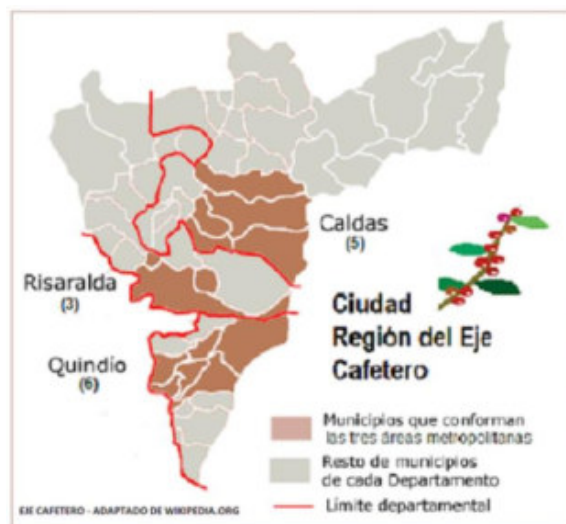 Caldas
(5)
Risaralda
(3)
Quindío
(6)
Ciudad
Región del Eje
Cafetero
Municipios que conforman
las tres áreas metropolitanas
Resto de municipios
de cada Departamento
Límite departamental
EJE CAFETERO - ADAPTADO DE WIKIPEDIA.ORG